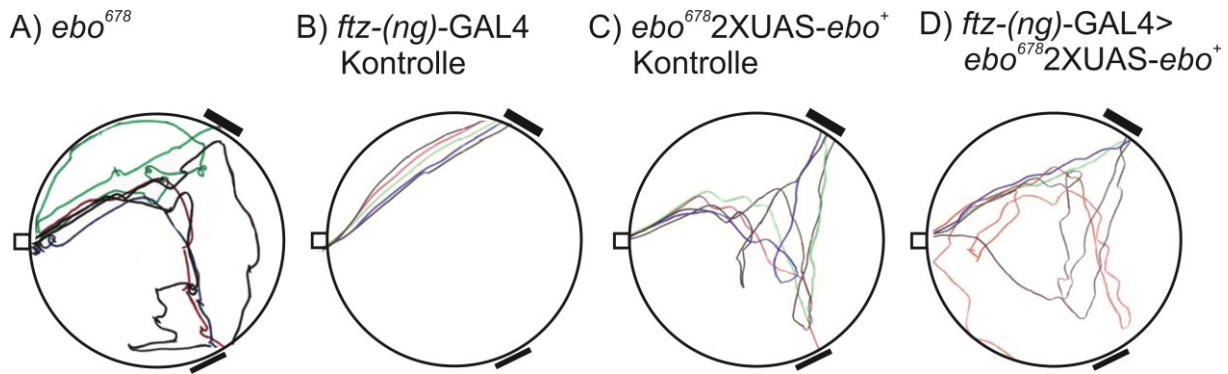 A) ebo⁶⁷⁸
B) ftz-(ng)-GAL4
Kontrolle
C) ebo⁶⁷⁸2XUAS-ebo⁺
Kontrolle
D) ftz-(ng)-GAL4>
ebo⁶⁷⁸2XUAS-ebo⁺